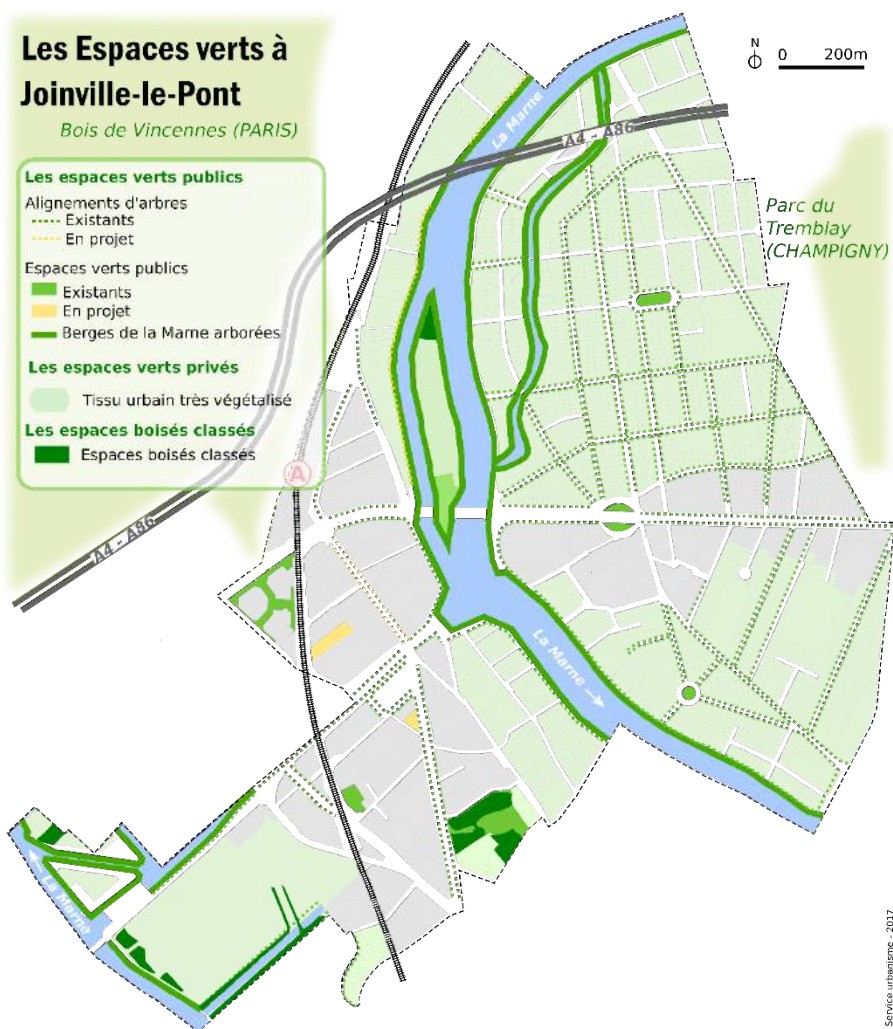 Les Espaces verts à
Joinville-le-Pont
Bois de Vincennes (PARIS)
Les espaces verts publics
Alignements d'arbres
Existants
En projet
Espaces verts publics
Existants
En projet
Berges de la Marne arborées
Les espaces verts privés
Tissu urbain très végétalisé
Les espaces boisés classés
Espaces boisés classés
N
0 200m
La Marne
A4 - A86
Parc du
Tremblay
(CHAMPIGNY)
A
A4 - A86
La Marne
La Marne
Service urbanisme - 2017